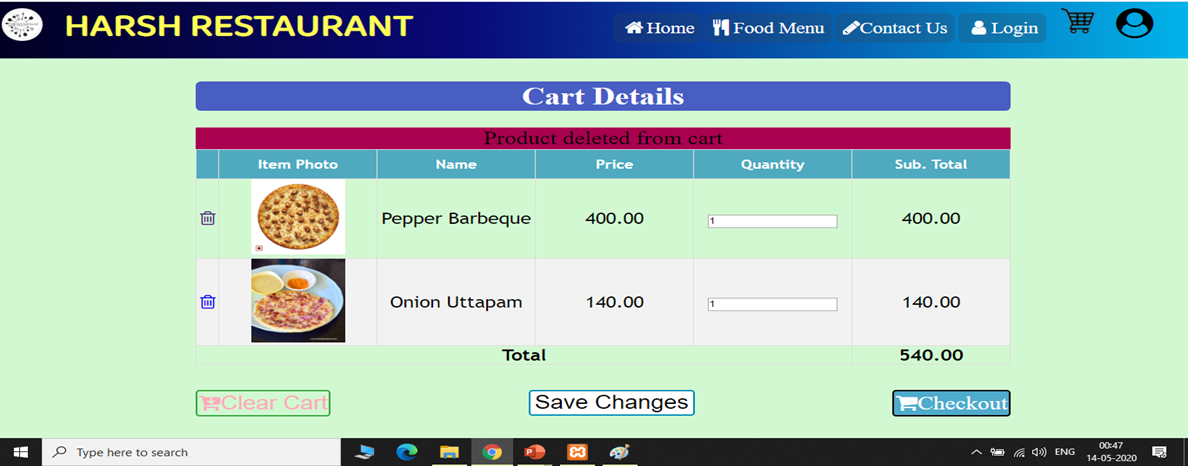 HARSH RESTAURANT
Home Food Menu Contact Us Login
Cart Details
Product deleted from cart
Item Photo Name Price Quantity Sub. Total
Pepper Barbeque 400.00 1 400.00
Onion Uttapam 140.00 1 140.00
Total 540.00
Clear Cart Save Changes Checkout
Type here to search
ENG
00:47
14-05-2020